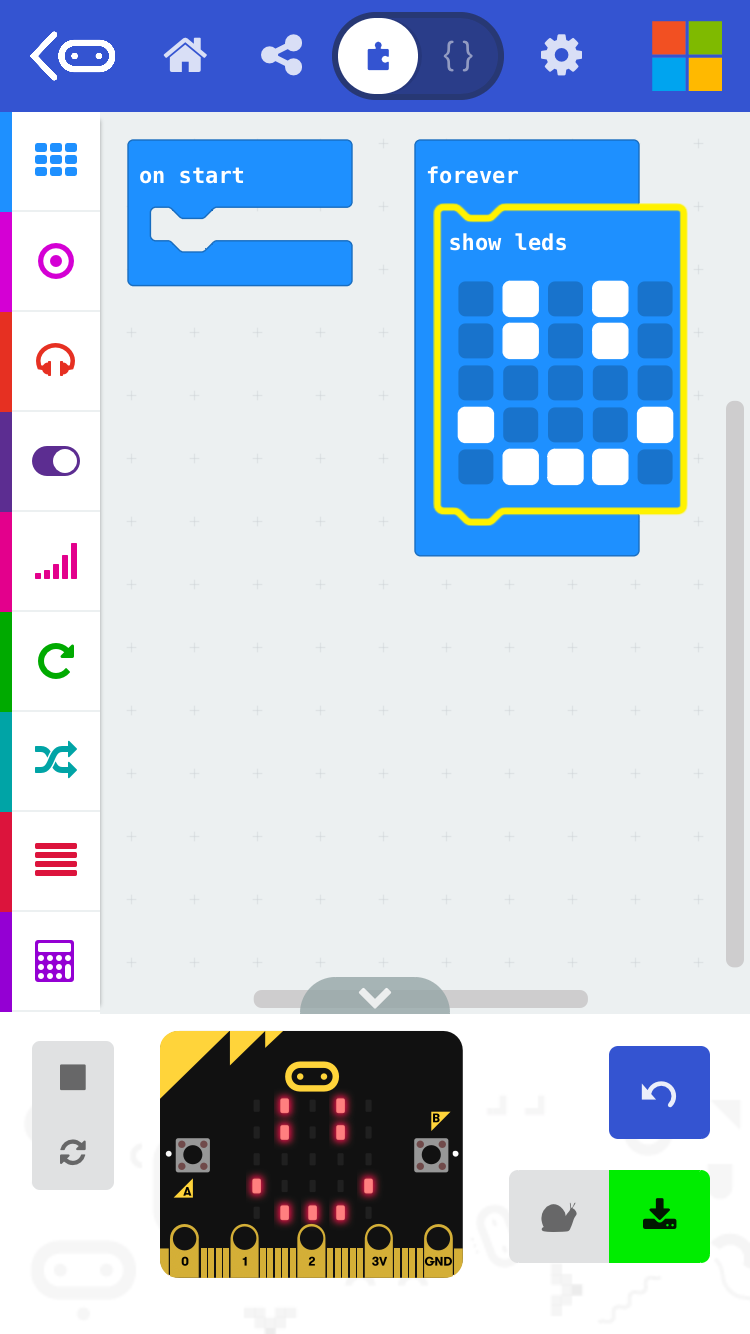 { }
on start
forever
show leds
B
A
0 1 2 3V GND